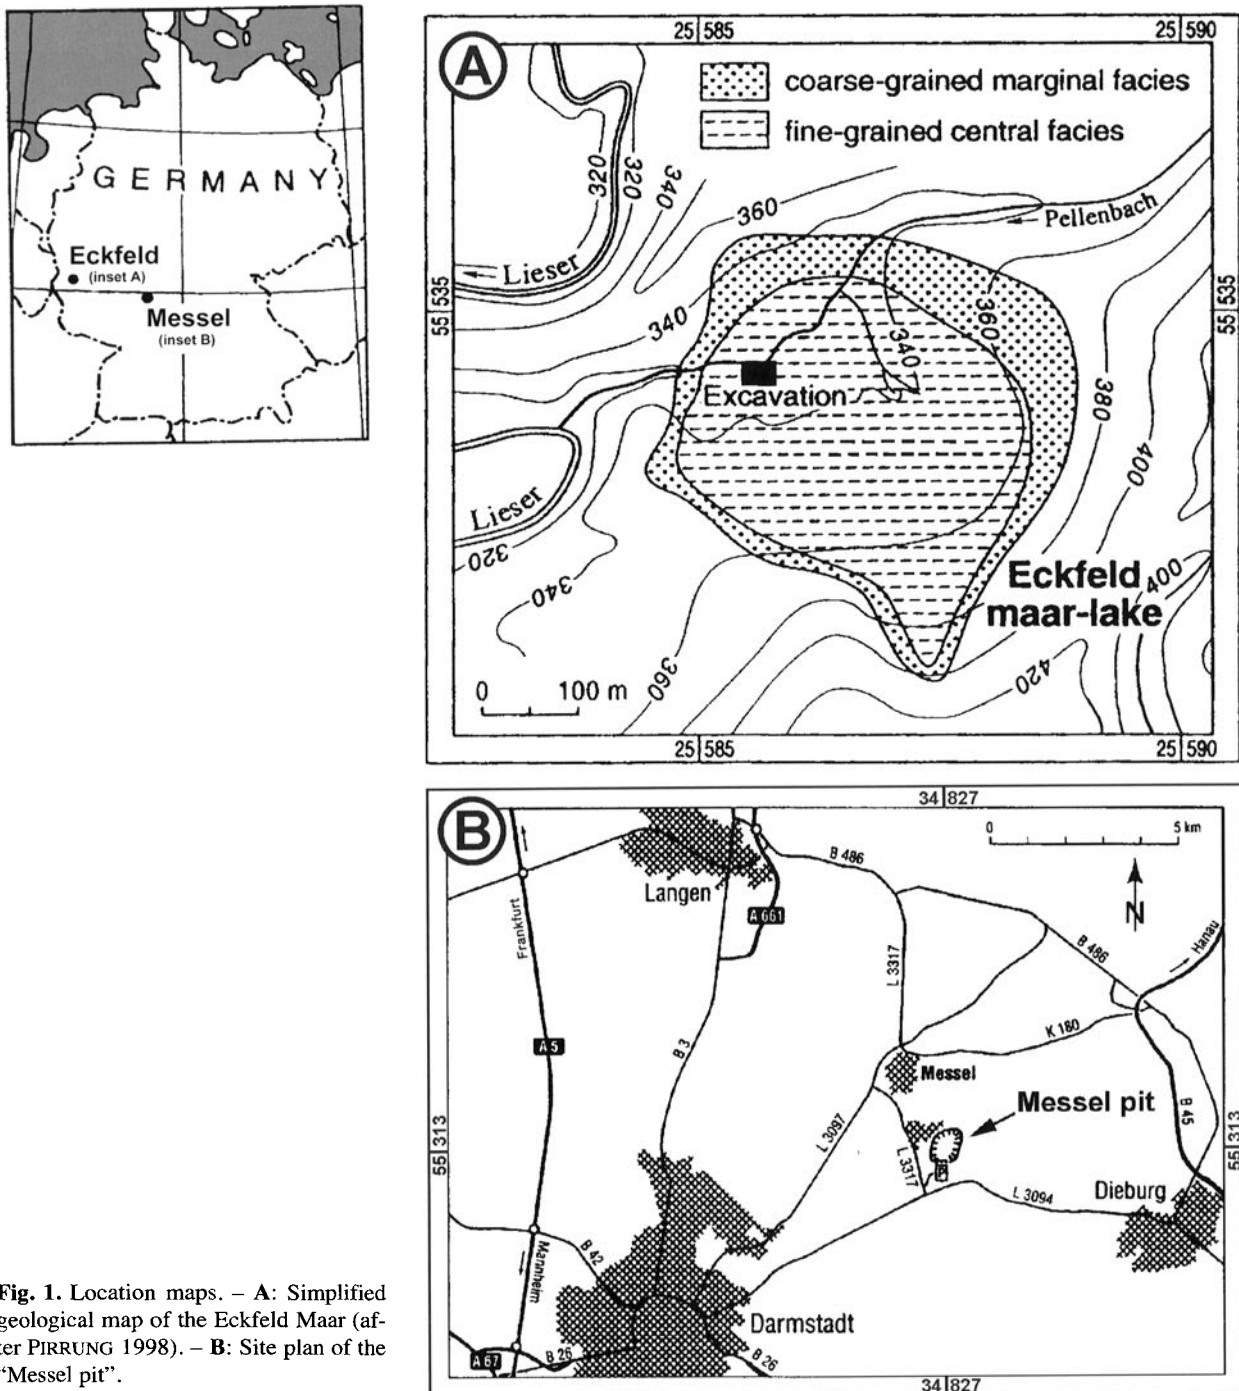 GERMANY
Eckfeld
(inset A)
Messel
(inset B)
A
25 585
25 590
coarse-grained marginal facies
fine-grained central facies
320
320
340
360
Pellenbach
Lieser
55 535
55 535
340
360
340
Excavation
380
400
Lieser
320
340
Eckfeld
maar-lake
400
360
420
0 100 m
25 585
25 590
B
34 827
0 5 km
B 486
Langen
A 661
N
Frankfurt
L 3317
B 486
Hanau
A 5
B 3
K 180
Messel
Messel pit
B 45
55 313
55 313
L 3097
L 3317
P
L 3094
Dieburg
B 42
Mannheim
Darmstadt
A 67
B 26
B 26
34 827
Fig. 1. Location maps. – A: Simplified
geological map of the Eckfeld Maar (af-
ter PIRRUNG 1998). – B: Site plan of the
“Messel pit”.